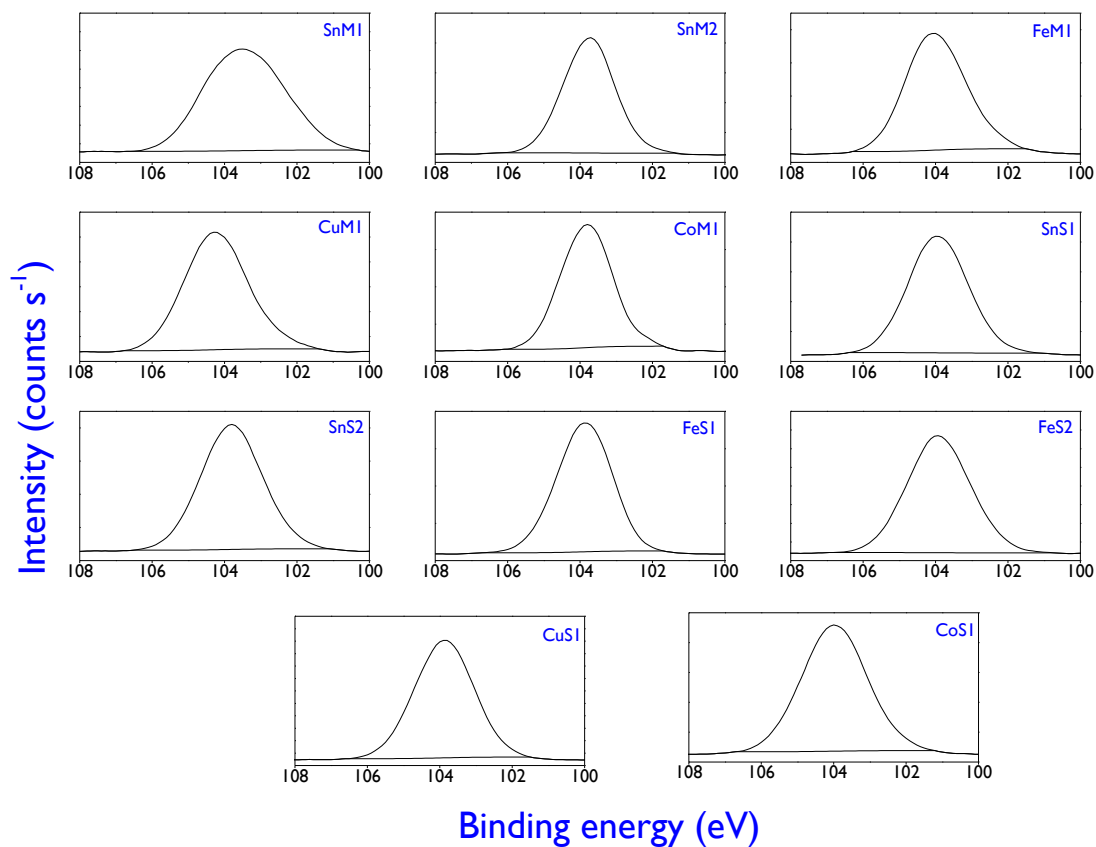 SnM1 SnM2 FeM1
108 106 104 102 100 108 106 104 102 100 108 106 104 102 100
CuM1 CoM1 SnS1
108 106 104 102 100 108 106 104 102 100 108 106 104 102 100
SnS2 FeS1 FeS2
108 106 104 102 100 108 106 104 102 100 108 106 104 102 100
CuS1 CoS1
108 106 104 102 100 108 106 104 102 100
Intensity (counts s⁻¹)
Binding energy (eV)